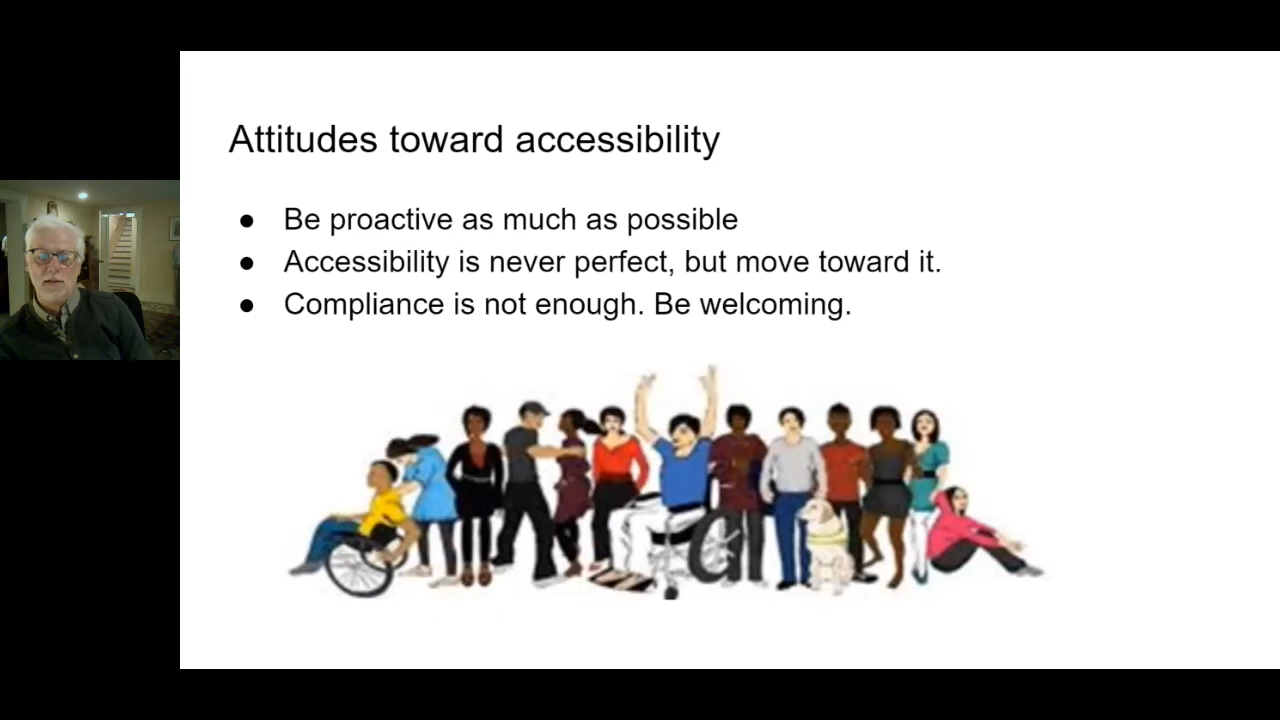 Attitudes toward accessibility
● Be proactive as much as possible
● Accessibility is never perfect, but move toward it.
● Compliance is not enough. Be welcoming.